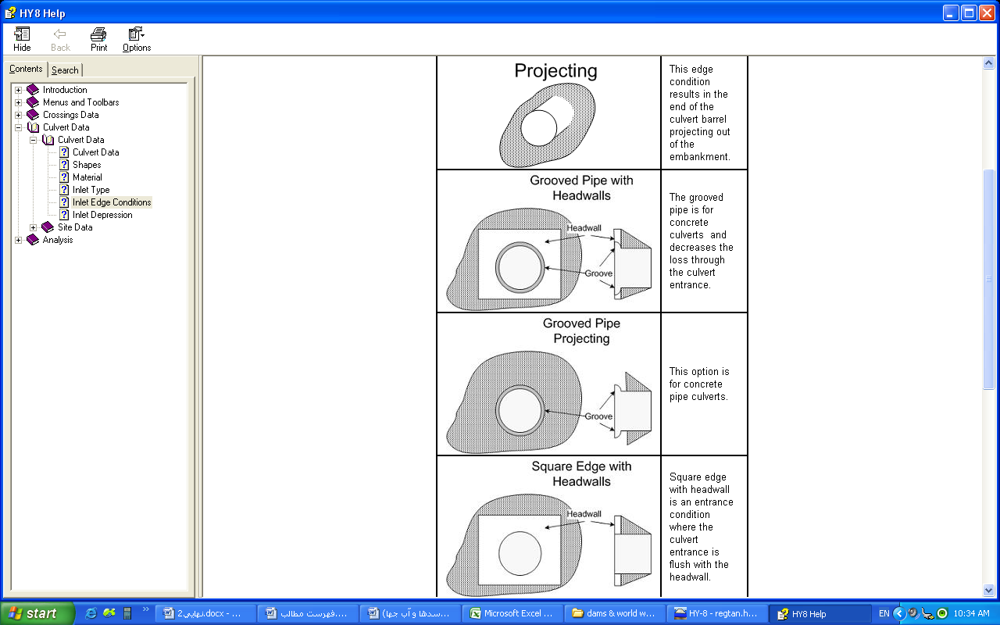 HY8 Help
Hide
Back
Print
Options
Contents
Search
Introduction
Menus and Toolbars
Crossings Data
Culvert Data
Culvert Data
Culvert Data
Shapes
Material
Inlet Type
Inlet Edge Conditions
Inlet Depression
Site Data
Analysis
Projecting
This edge
condition
results in the
end of the
culvert barrel
projecting out
of the
embankment.
Grooved Pipe with
Headwalls
Headwall
Groove
The grooved
pipe is for
concrete
culverts and
decreases the
loss through
the culvert
entrance.
Grooved Pipe
Projecting
Groove
This option is
for concrete
pipe culverts.
Square Edge with
Headwalls
Headwall
Square edge
with headwall
is an entrance
condition
where the
culvert
entrance is
flush with the
headwall.
start
نهایی2.docx - ...
فهرست مطالب....
سدها و آب جها) ...
Microsoft Excel ...
dams & world w...
HY-8 - regtan.h...
HY8 Help
EN
10:34 AM